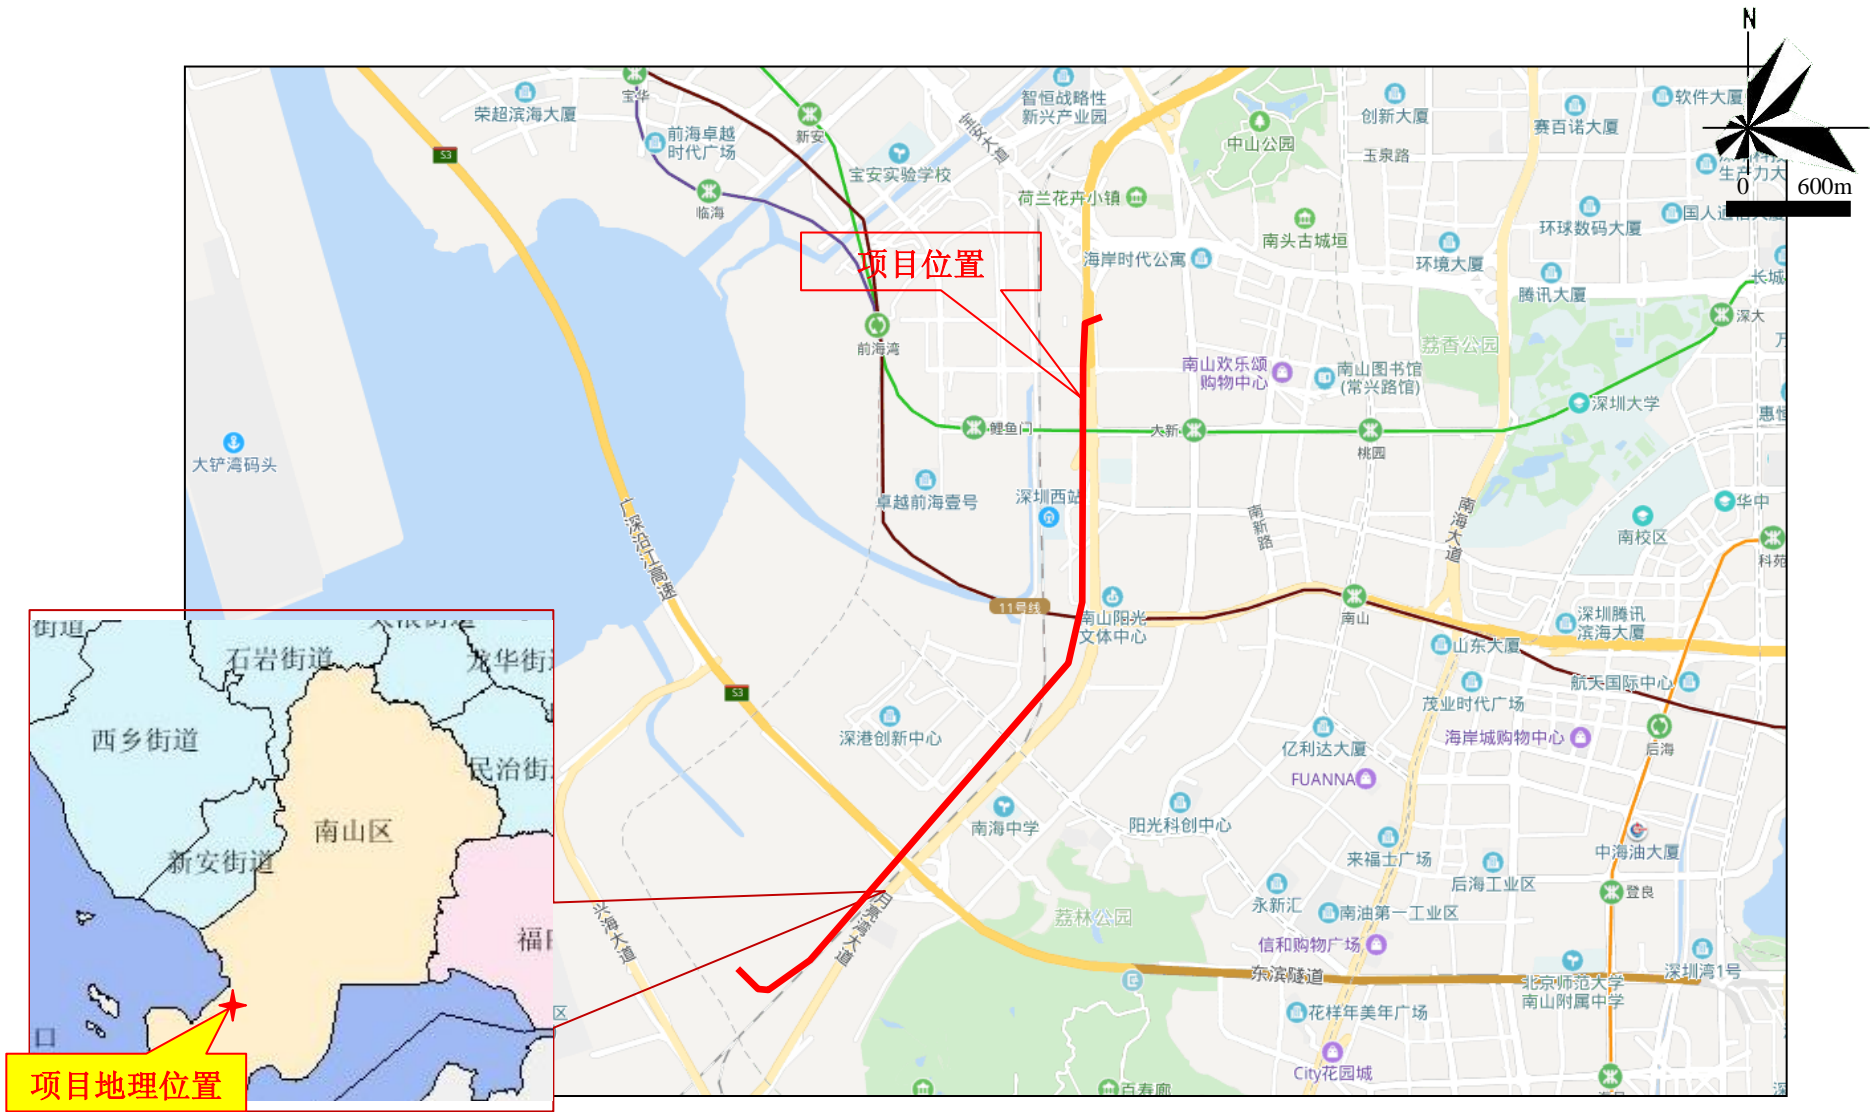 N
0 600m
宝华
荣超滨海大厦
S3
前海卓越
时代广场
新安
临海
宝安实验学校
宝安大道
智恒战略性
新兴产业园
荷兰花卉小镇
中山公园
创新大厦
玉泉路
赛百诺大厦
软件大厦
生产力大
南头古城垣
环球数码大厦
环境大厦
海岸时代公寓
腾讯大厦
长城
深大
项目位置
前海湾
荔香公园
南山欢乐颂
购物中心
南山图书馆
(常兴路馆)
深圳大学
惠恒
鲤鱼门
大新
桃园
大铲湾码头
卓越前海壹号
深圳西站
广深沿江高速
南新路
南海大道
华中
南校区
科苑
11号线
南山阳光
文体中心
南山
深圳腾讯
滨海大厦
山东大厦
航天国际中心
S3
茂业时代广场
深港创新中心
亿利达大厦
海岸城购物中心
后海
FUANNA
南海中学
阳光科创中心
来福士广场
中海油大厦
后海工业区
永新汇
南油第一工业区
登良
荔林公园
信和购物广场
兴海大道
月亮湾大道
东滨隧道
深圳湾1号
北京师范大学
南山附属中学
花样年美年广场
City花园城
百寿廊
区
街道
石岩街道
龙华街道
西乡街道
民治街
南山区
新安街道
福田
口
项目地理位置